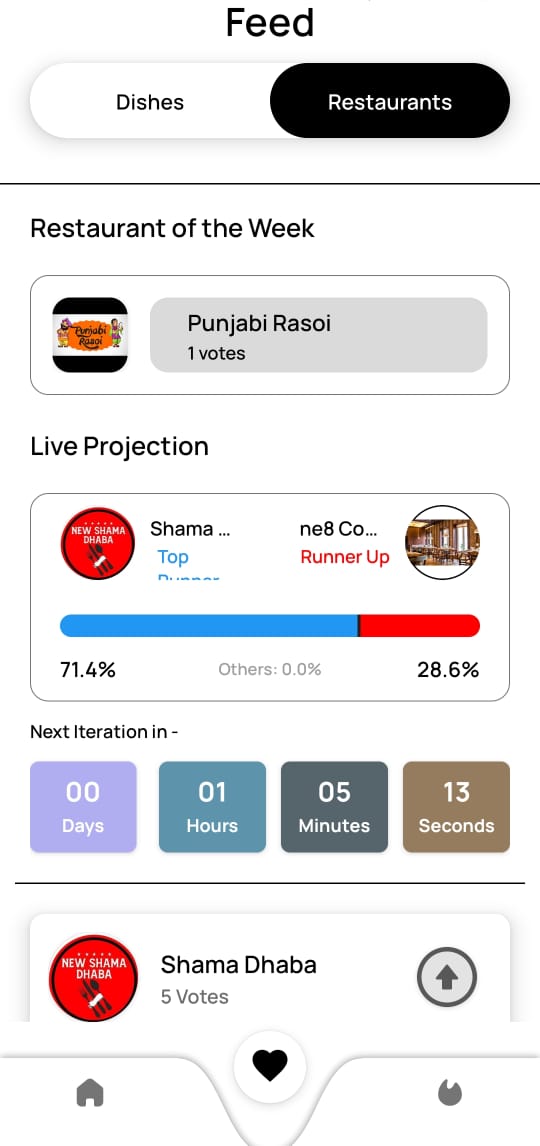 Feed
Dishes
Restaurants
Restaurant of the Week
Punjabi
Rasoi
Punjabi Rasoi
1 votes
Live Projection
NEW SHAMA
DHABA
Shama ...
Top
Runner
ne8 Co...
Runner Up
71.4%
Others: 0.0%
28.6%
Next Iteration in -
00
Days
01
Hours
05
Minutes
13
Seconds
NEW SHAMA
DHABA
Shama Dhaba
5 Votes